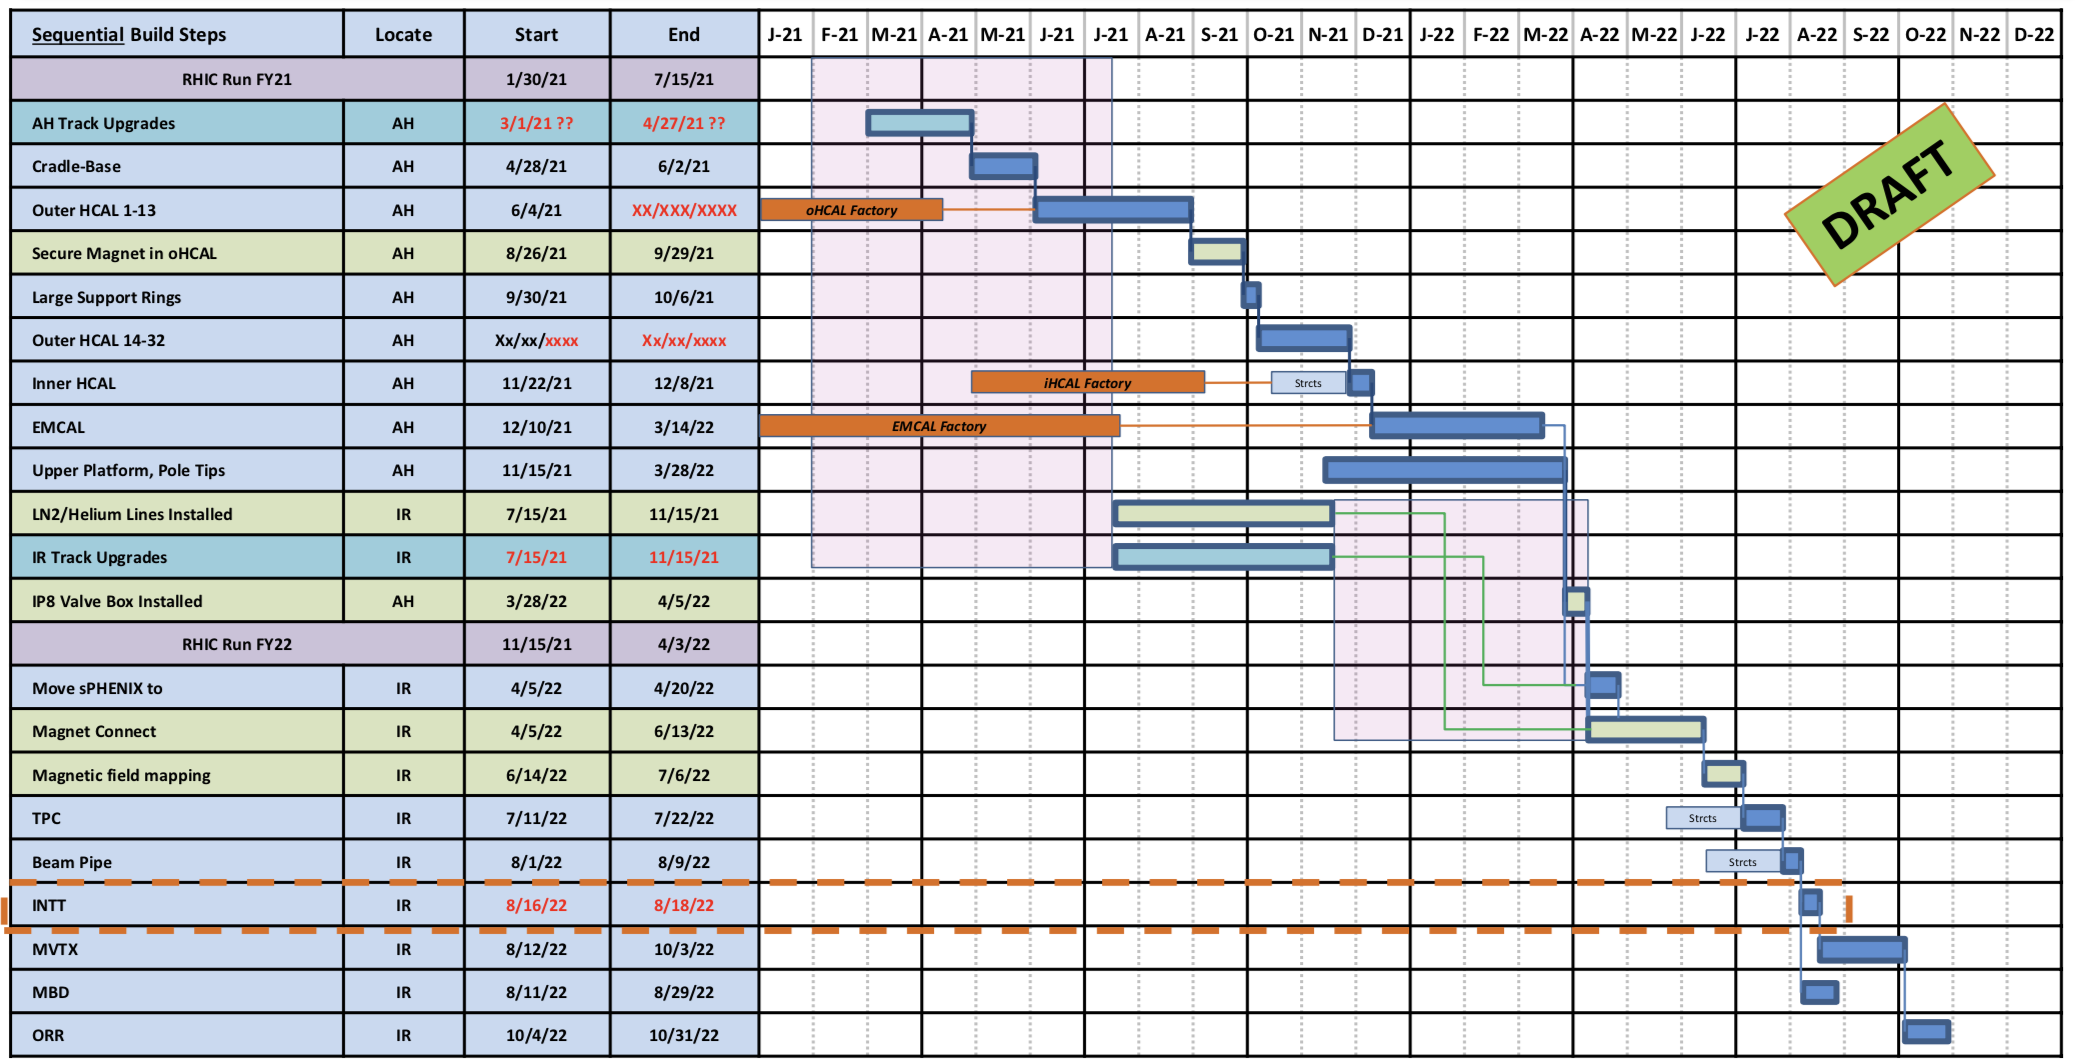 Sequential Build Steps Locate Start End J-21 F-21 M-21 A-21 M-21 J-21 J-21 A-21 S-21 O-21 N-21 D-21 J-22 F-22 M-22 A-22 M-22 J-22 J-22 A-22 S-22 O-22 N-22 D-22
RHIC Run FY21 1/30/21 7/15/21
AH Track Upgrades AH 3/1/21 ?? 4/27/21 ??
Cradle-Base AH 4/28/21 6/2/21
DRAFT
Outer HCAL 1-13 AH 6/4/21 XX/XXX/XXXX oHCAL Factory
Secure Magnet in oHCAL AH 8/26/21 9/29/21
Large Support Rings AH 9/30/21 10/6/21
Outer HCAL 14-32 AH Xx/xx/xxxx Xx/xx/xxxx
Inner HCAL AH 11/22/21 12/8/21 iHCAL Factory Strcts
EMCAL AH 12/10/21 3/14/22 EMCAL Factory
Upper Platform, Pole Tips AH 11/15/21 3/28/22
LN2/Helium Lines Installed IR 7/15/21 11/15/21
IR Track Upgrades IR 7/15/21 11/15/21
IP8 Valve Box Installed AH 3/28/22 4/5/22
RHIC Run FY22 11/15/21 4/3/22
Move sPHENIX to IR 4/5/22 4/20/22
Magnet Connect IR 4/5/22 6/13/22
Magnetic field mapping IR 6/14/22 7/6/22
TPC IR 7/11/22 7/22/22 Strcts
Beam Pipe IR 8/1/22 8/9/22 Strcts
INTT IR 8/16/22 8/18/22
MVTX IR 8/12/22 10/3/22
MBD IR 8/11/22 8/29/22
ORR IR 10/4/22 10/31/22